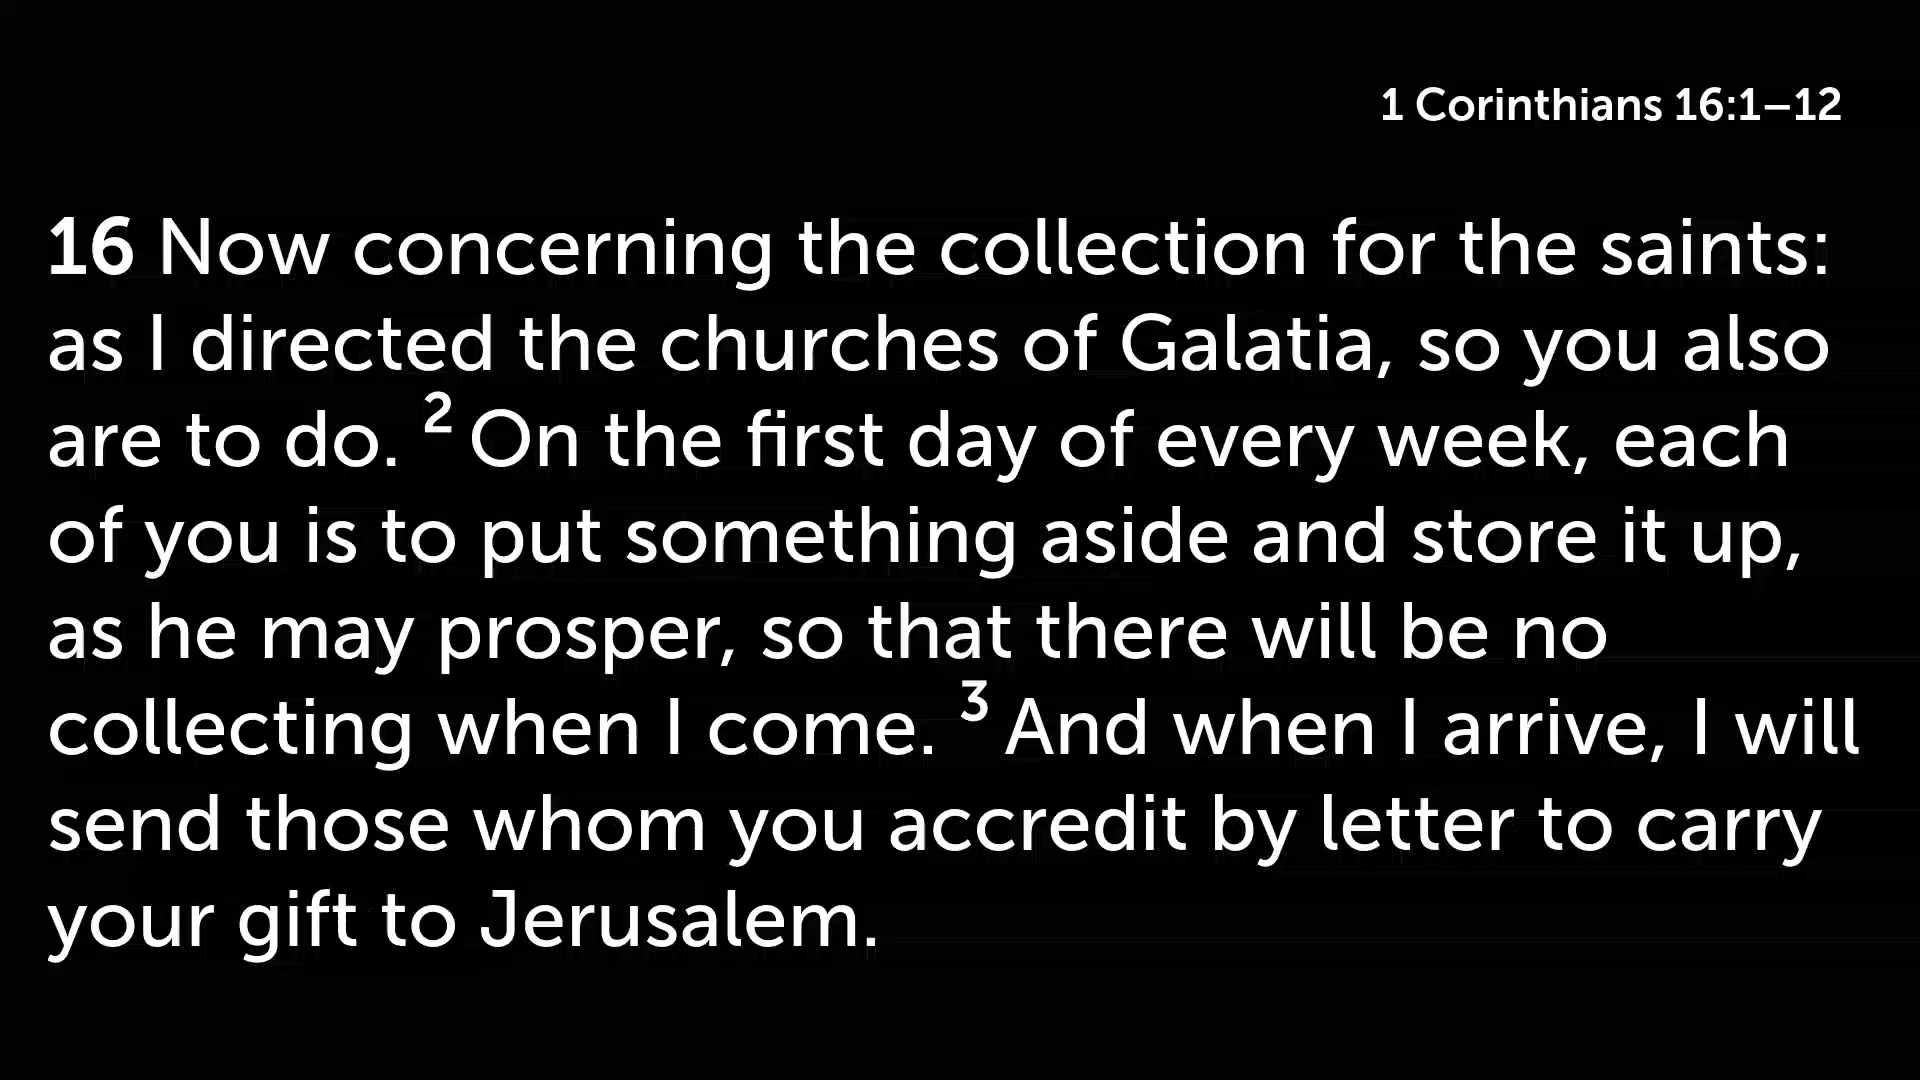 1 Corinthians 16:1–12
16 Now concerning the collection for the saints:
as I directed the churches of Galatia, so you also
are to do. 2 On the first day of every week, each
of you is to put something aside and store it up,
as he may prosper, so that there will be no
collecting when I come. 3 And when I arrive, I will
send those whom you accredit by letter to carry
your gift to Jerusalem.